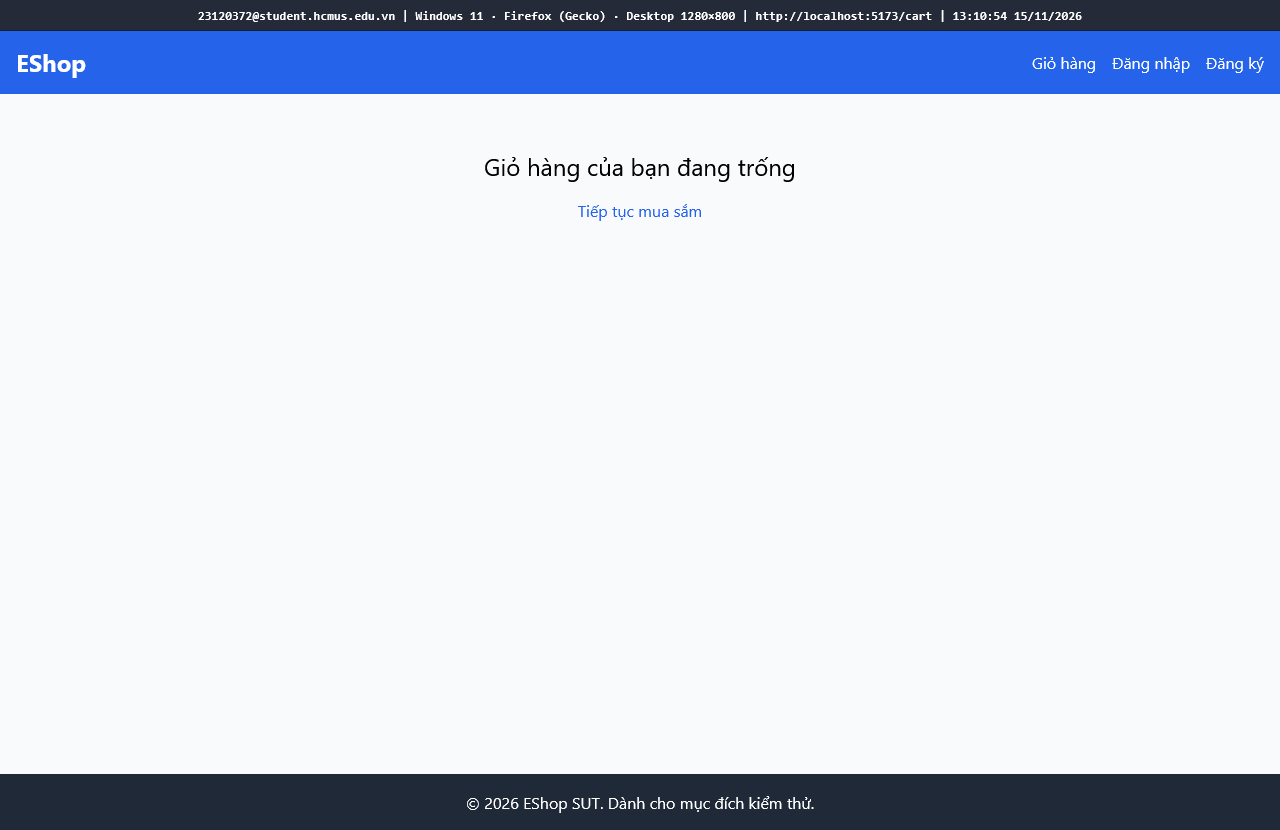 23120372@student.hcmus.edu.vn | Windows 11 · Firefox (Gecko) · Desktop 1280×800 | http://localhost:5173/cart | 13:10:54 15/11/2026
EShop
Giỏ hàng
Đăng nhập
Đăng ký
Giỏ hàng của bạn đang trống
Tiếp tục mua sắm
© 2026 EShop SUT. Dành cho mục đích kiểm thử.